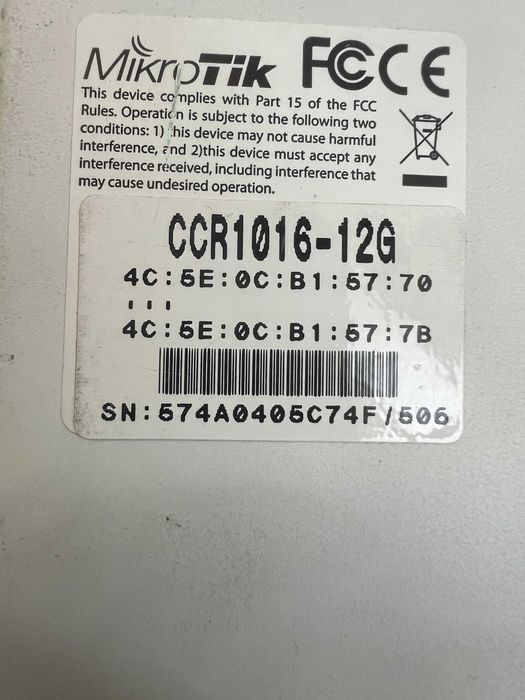 MikroTik FCC CE
This device complies with Part 15 of the FCC
Rules. Operation is subject to the following two
conditions: 1) this device may not cause harmful
interference, and 2)this device must accept any
interference received, including interference that
may cause undesired operation.
CCR1016-12G
4C:5E:0C:B1:57:70
...
4C:5E:0C:B1:57:7B
SN:574A0405C74F/506